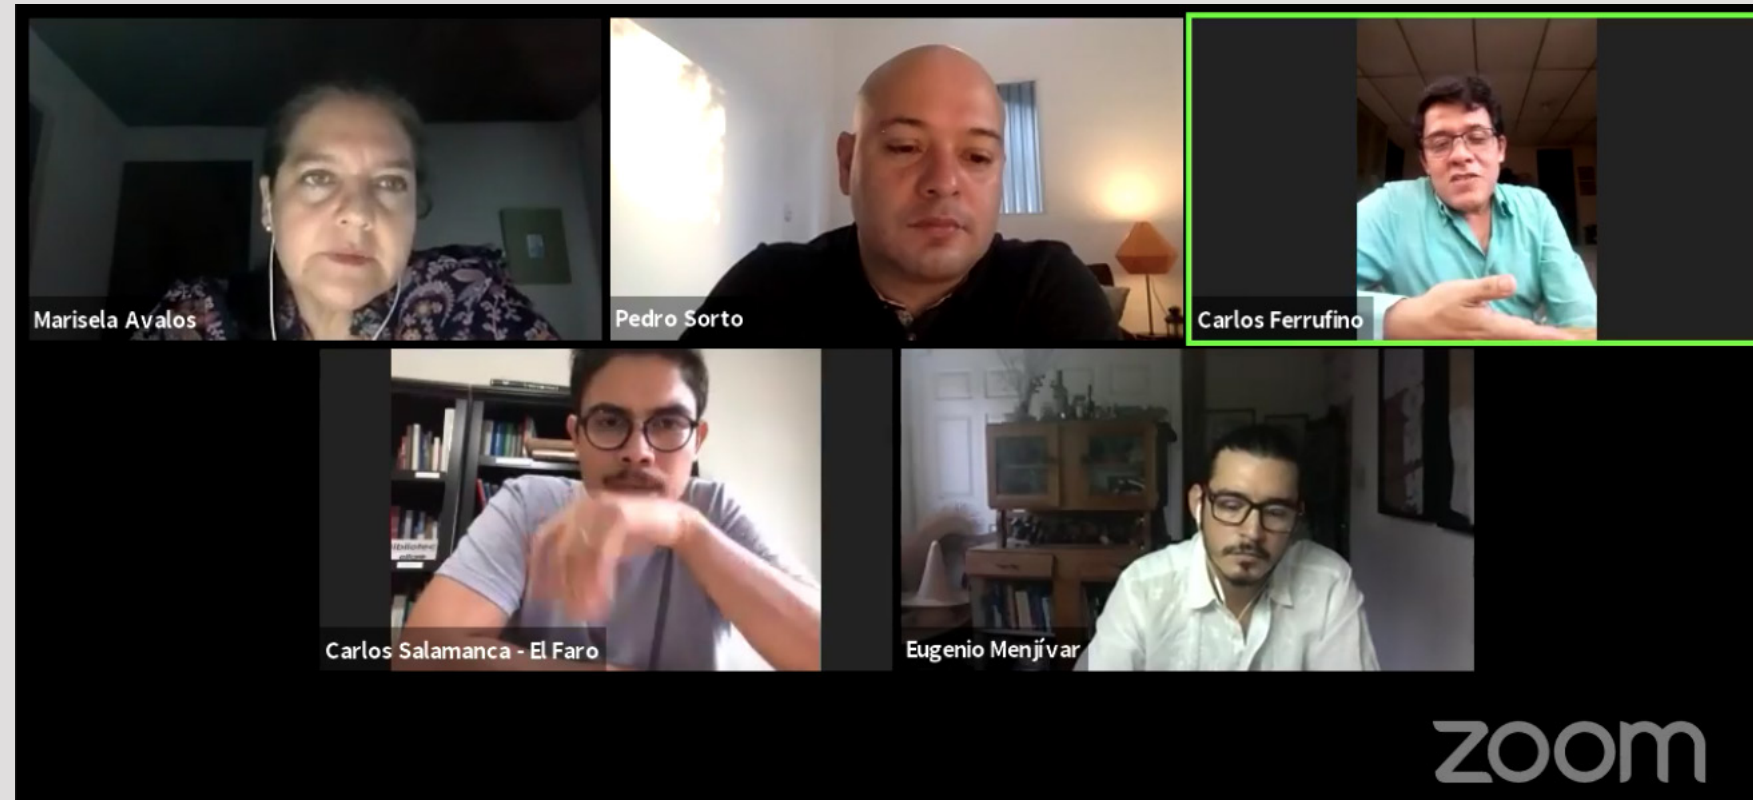 Marisela Avalos
Pedro Sorto
Carlos Ferrufino
Carlos Salamanca - El Faro
Eugenio Menjívar
zoom